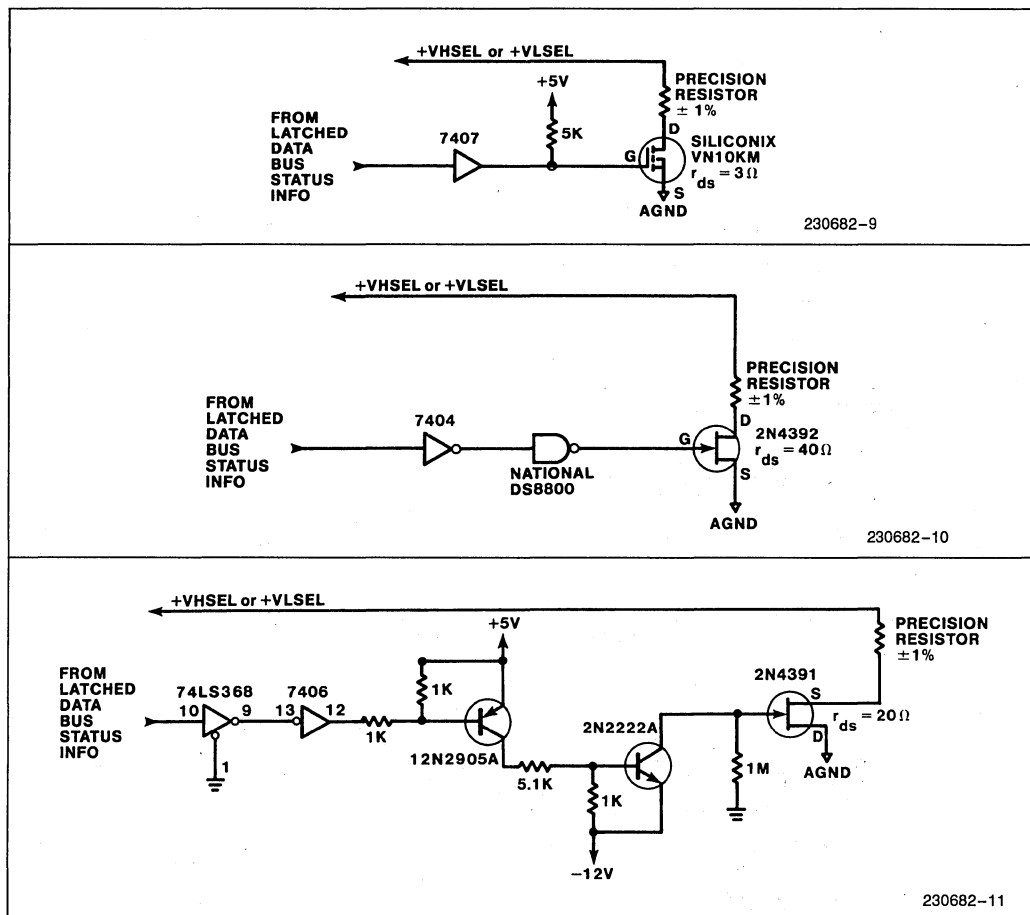 +VHSEL or +VLSEL
+5V
PRECISION
RESISTOR
± 1%
FROM
LATCHED
DATA
BUS
STATUS
INFO
7407
5K
D
G
SILICONIX
VN10KM
rds = 3Ω
S
AGND
230682-9
+VHSEL or +VLSEL
PRECISION
RESISTOR
±1%
FROM
LATCHED
DATA
BUS
STATUS
INFO
7404
NATIONAL
DS8800
D
G
2N4392
rds = 40Ω
S
AGND
230682-10
+VHSEL or +VLSEL
+5V
PRECISION
RESISTOR
±1%
FROM
LATCHED
DATA
BUS
STATUS
INFO
74LS368
10
9
1
7406
13
12
1K
1K
12N2905A
5.1K
1K
2N2222A
-12V
1M
2N4391
S
rds = 20Ω
D
AGND
230682-11